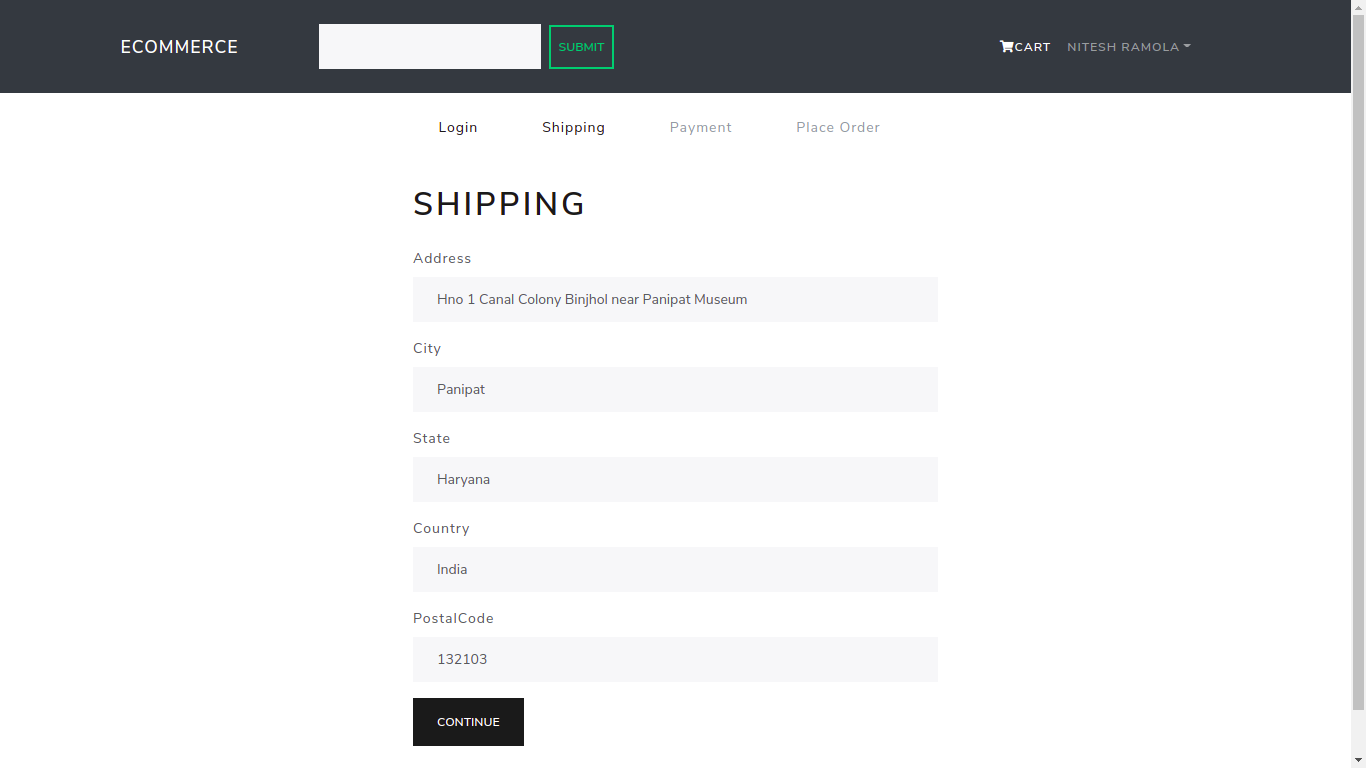 ECOMMERCE SUBMIT CART NITESH RAMOLA
Login Shipping Payment Place Order
SHIPPING
Address
Hno 1 Canal Colony Binjhol near Panipat Museum
City
Panipat
State
Haryana
Country
India
PostalCode
132103
CONTINUE